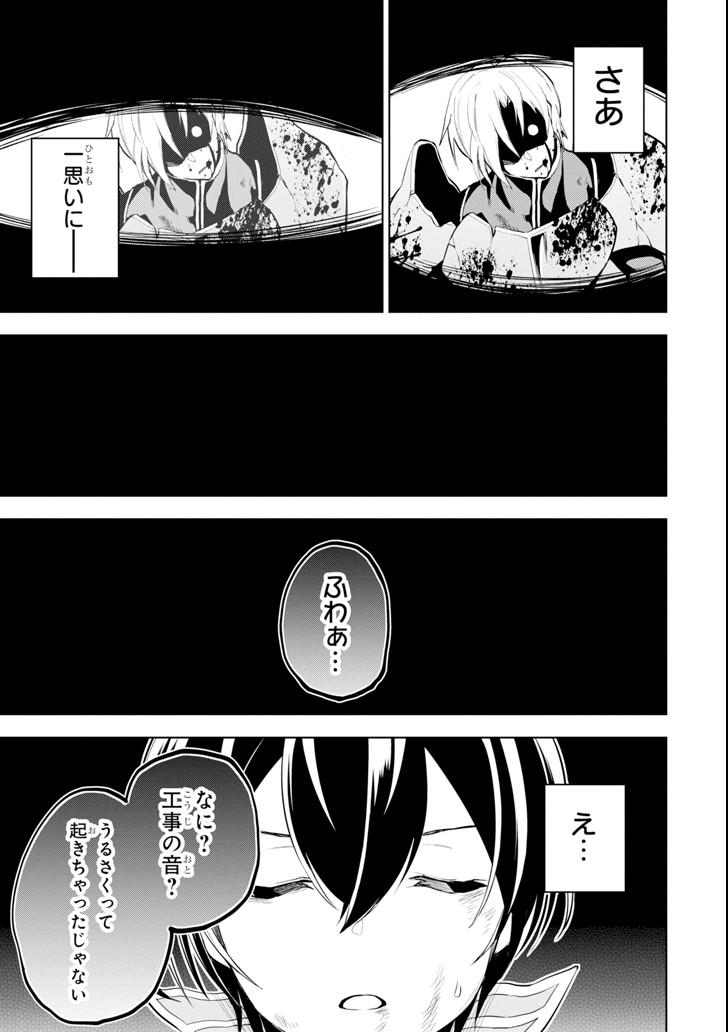 さあ
一思いに──
ふわぁ…
え…
なに？
工事の音？
うるさくって
起きちゃったじゃない